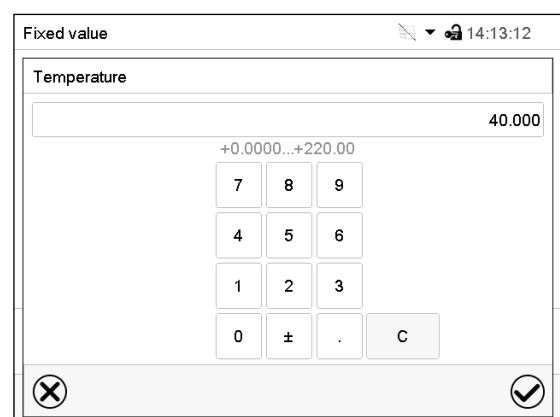 Fixed value 14:13:12
Temperature
40.000
+0.0000...+220.00
7 8 9
4 5 6
1 2 3
0 ± . C